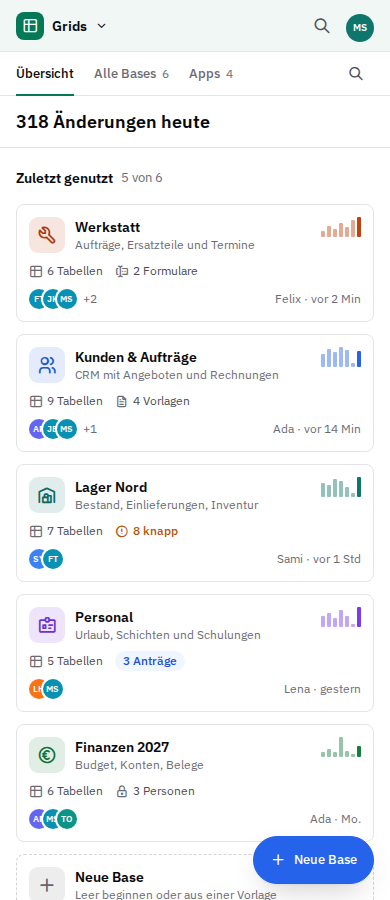 Grids
MS
Übersicht
Alle Bases 6
Apps 4
318 Änderungen heute
Zuletzt genutzt 5 von 6
Werkstatt
Aufträge, Ersatzteile und Termine
6 Tabellen
2 Formulare
MS +2
Felix · vor 2 Min
Kunden & Aufträge
CRM mit Angeboten und Rechnungen
9 Tabellen
4 Vorlagen
MS +1
Ada · vor 14 Min
Lager Nord
Bestand, Einlieferungen, Inventur
7 Tabellen
8 knapp
FT
Sami · vor 1 Std
Personal
Urlaub, Schichten und Schulungen
5 Tabellen
3 Anträge
MS
Lena · gestern
Finanzen 2027
Budget, Konten, Belege
6 Tabellen
3 Personen
TO
Ada · Mo.
Neue Base
Leer beginnen oder aus einer Vorlage
Neue Base